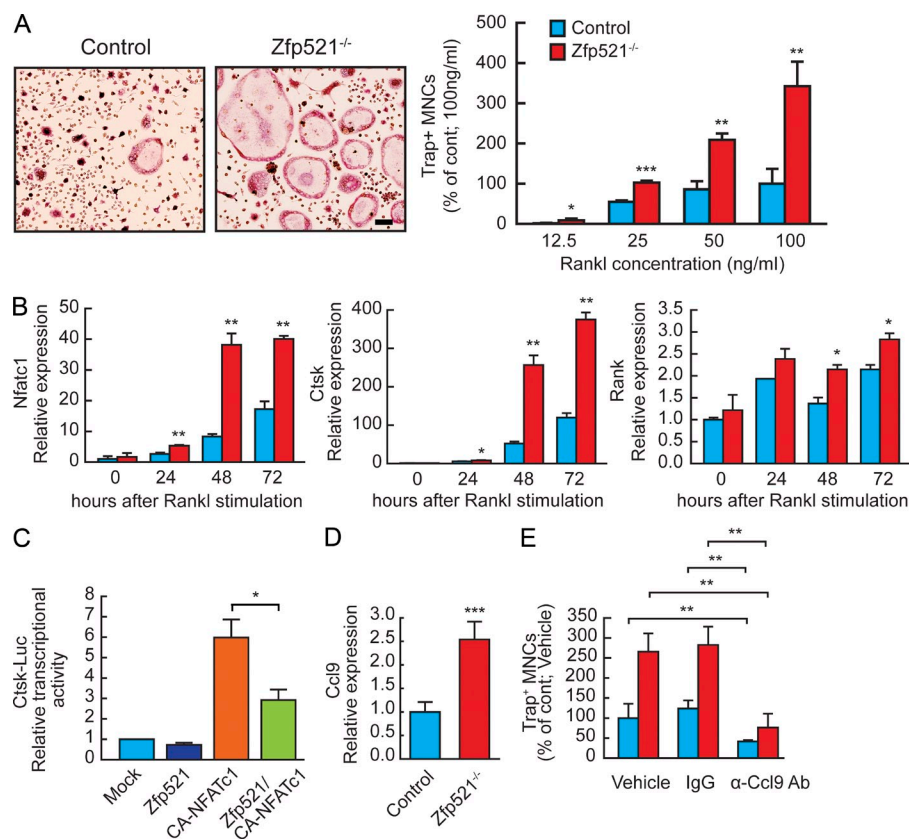 A
Control
Zfp521-/-
Trap+ MNCs
(% of cont; 100ng/ml)
500
400
300
200
100
0
Control
Zfp521-/-
*
***
**
**
12.5 25 50 100
Rankl concentration (ng/ml)
B
Nfatc1
Relative expression
50
40
30
20
10
0
**
**
**
0 24 48 72
hours after Rankl stimulation
Ctsk
Relative expression
400
300
200
100
0
*
**
**
0 24 48 72
hours after Rankl stimulation
Rank
Relative expression
3.5
3.0
2.5
2.0
1.5
1.0
0.5
0.0
*
*
0 24 48 72
hours after Rankl stimulation
C
Ctsk-Luc
Relative transcriptional
activity
8
7
6
5
4
3
2
1
0
*
Mock
Zfp521
CA-NFATc1
Zfp521/
CA-NFATc1
D
Ccl9
Relative expression
3.0
2.5
2.0
1.5
1.0
0.5
0.0
***
Control
Zfp521-/-
E
Trap+ MNCs
(% of cont; Vehicle)
350
300
250
200
150
100
50
0
**
**
**
**
Vehicle IgG α-Ccl9 Ab